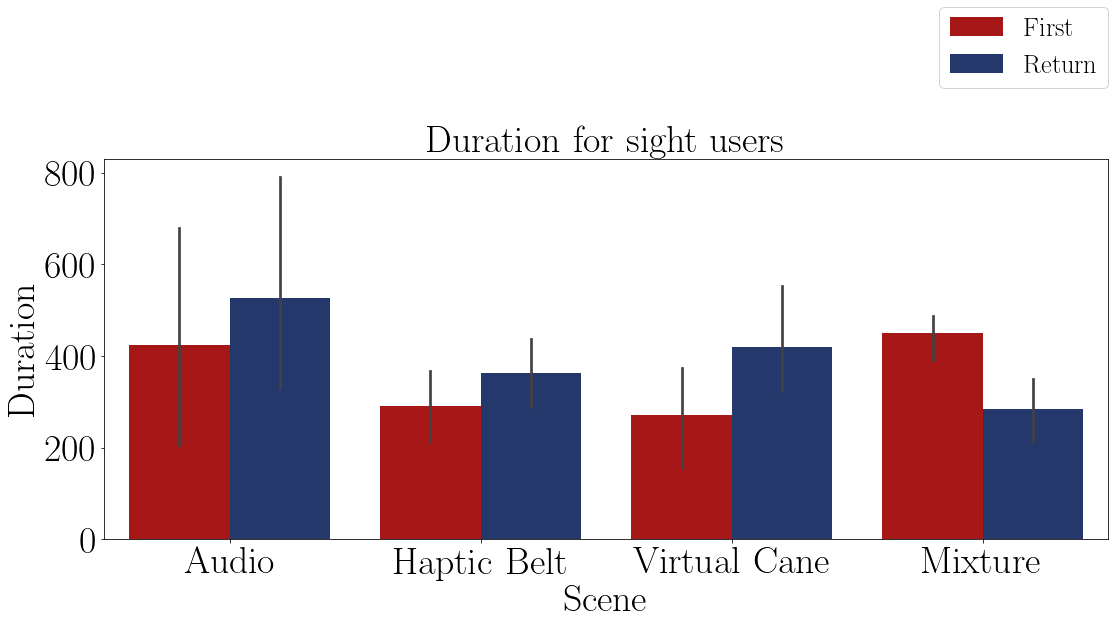 First
Return
Duration for sight users
800
600
400
200
0
Duration
Audio
Haptic Belt
Virtual Cane
Mixture
Scene